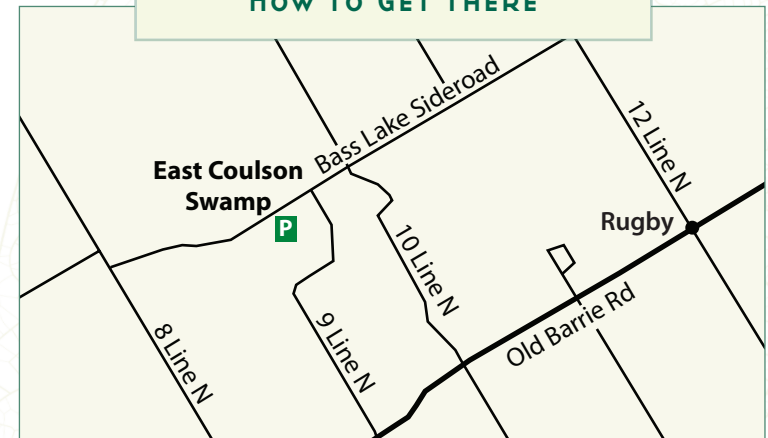 HOW TO GET THERE
Bass Lake Sideroad
12 Line N
East Coulson
Swamp
P
Rugby
10 Line N
Old Barrie Rd
9 Line N
8 Line N